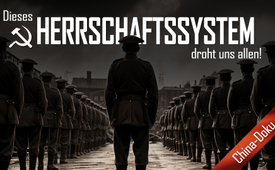 Dieses
HERRSCHAFTSSYSTEM
droht uns allen!
China-Doku